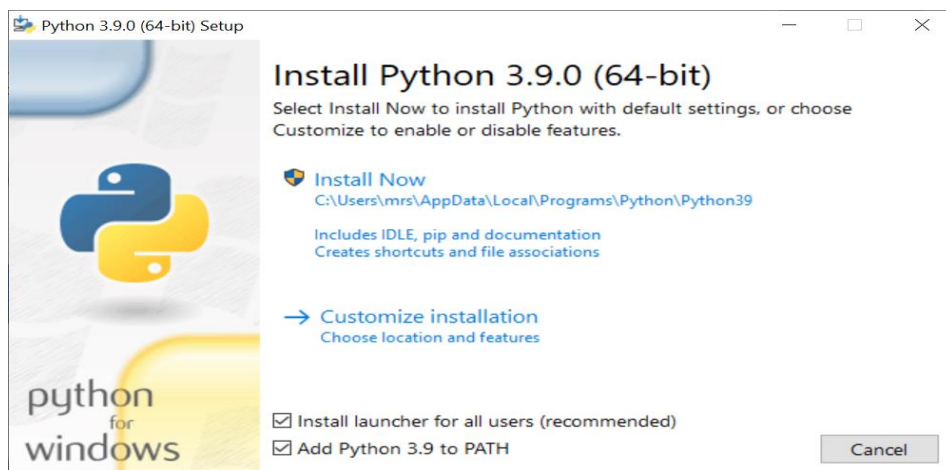 Python 3.9.0 (64-bit) Setup
Install Python 3.9.0 (64-bit)
Select Install Now to install Python with default settings, or choose
Customize to enable or disable features.
Install Now
C:\Users\mrs\AppData\Local\Programs\Python\Python39
Includes IDLE, pip and documentation
Creates shortcuts and file associations
Customize installation
Choose location and features
python
for
windows
Install launcher for all users (recommended)
Add Python 3.9 to PATH
Cancel